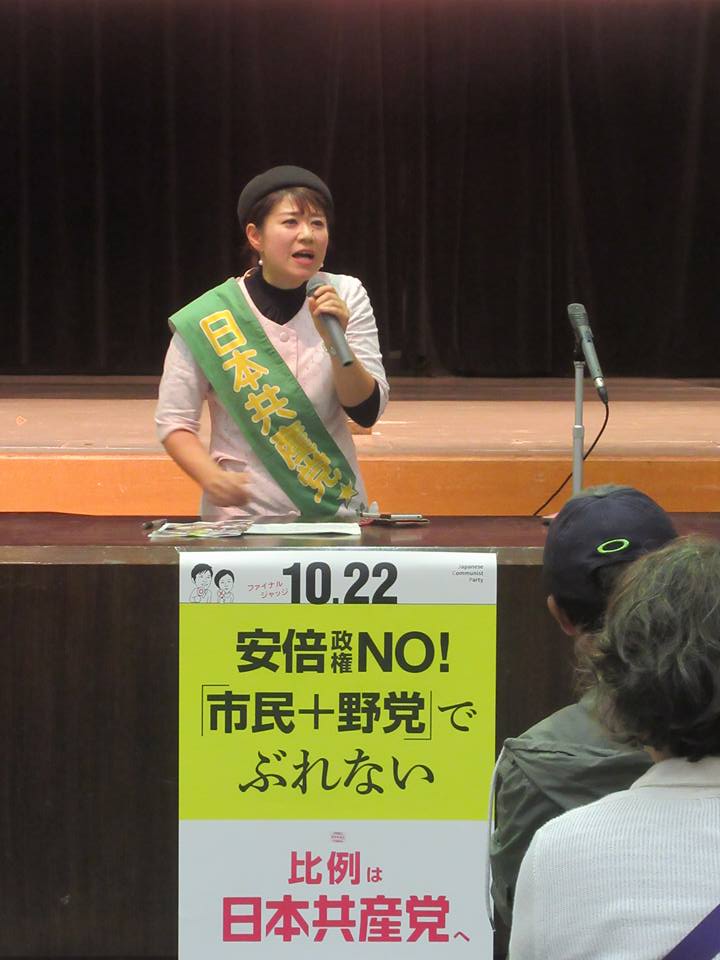 日本共産党
ファイナル
ジャッジ
10.22
Japanese
Communist
Party
安倍政権NO!
「市民＋野党」で
ぶれない
比例は
日本共産党へ